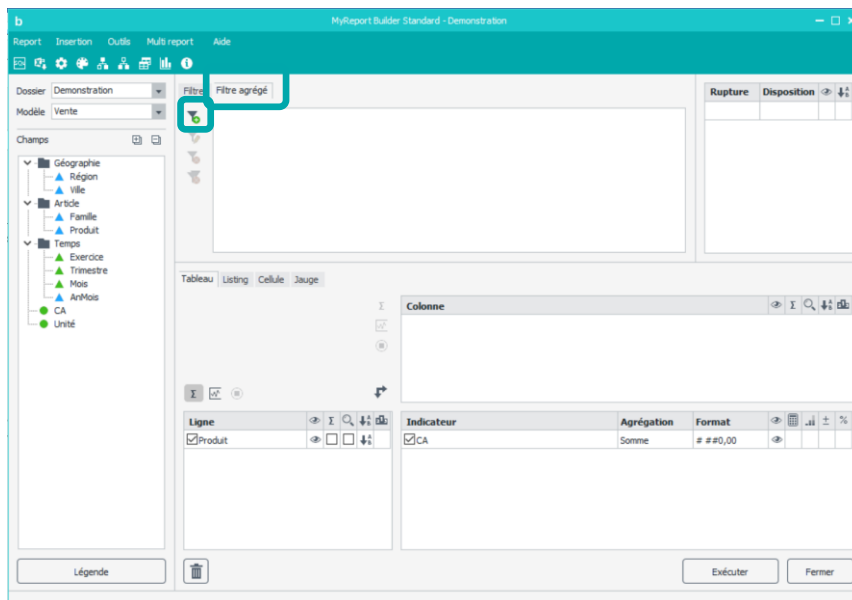 b MyReport Builder Standard - Demonstration
Report Insertion Outils Multi report Aide
Dossier Demonstration
Modèle Vente
Champs
Géographie
Région
Ville
Article
Famille
Produit
Temps
Exercice
Trimestre
Mois
AnMois
CA
Unité
Légende
Filtre Filtre agrégé
Rupture Disposition
Tableau Listing Cellule Jauge
Colonne
Ligne
Produit
Indicateur Agrégation Format
CA Somme # ##0,00
Exécuter Fermer